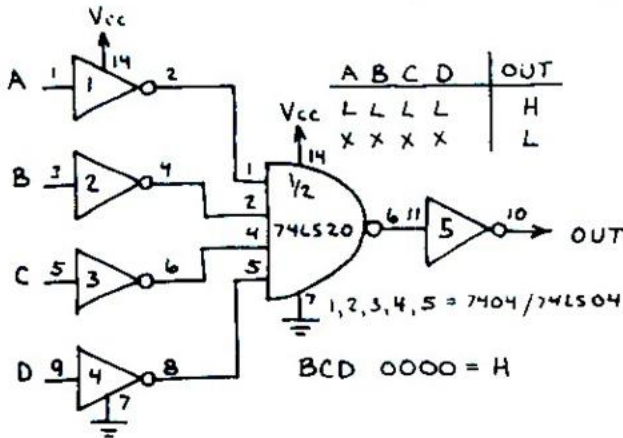 Vcc
14
A 1 1 2
A B C D OUT
L L L L H
X X X X L
Vcc
14
B 3 2 4
1 1/2
2
74LS20 6 11 5 10 OUT
4
C 5 3 6
5
7
1,2,3,4,5 = 7404/74LS04
D 9 4 8
7
BCD 0000 = H